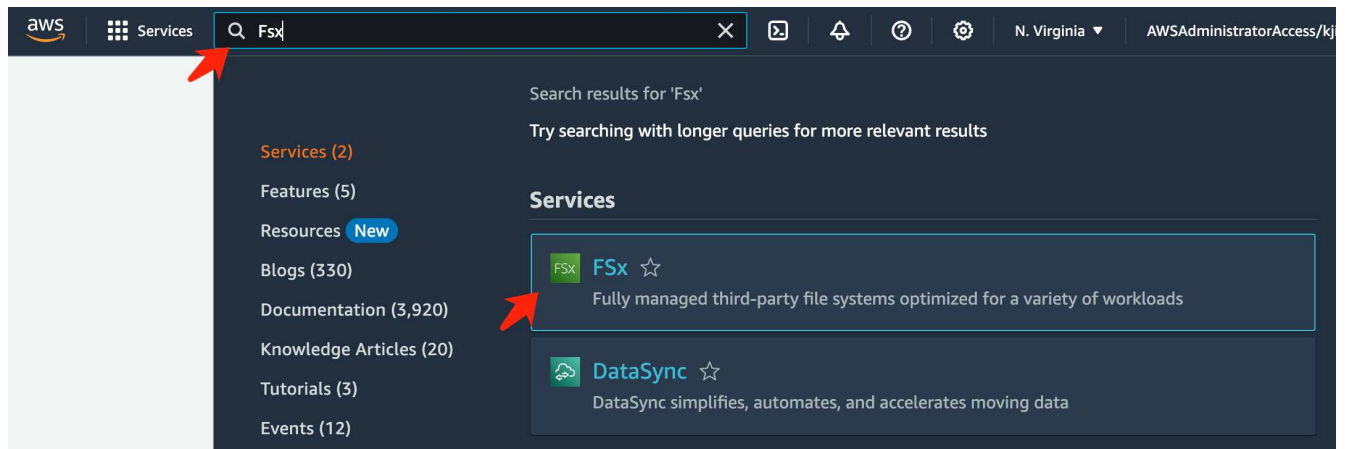 aws
Services
Fsx
N. Virginia
AWSAdministratorAccess/kji
Search results for 'Fsx'
Try searching with longer queries for more relevant results
Services (2)
Features (5)
Resources New
Blogs (330)
Documentation (3,920)
Knowledge Articles (20)
Tutorials (3)
Events (12)
Services
FSx
FSx
Fully managed third-party file systems optimized for a variety of workloads
DataSync
DataSync simplifies, automates, and accelerates moving data